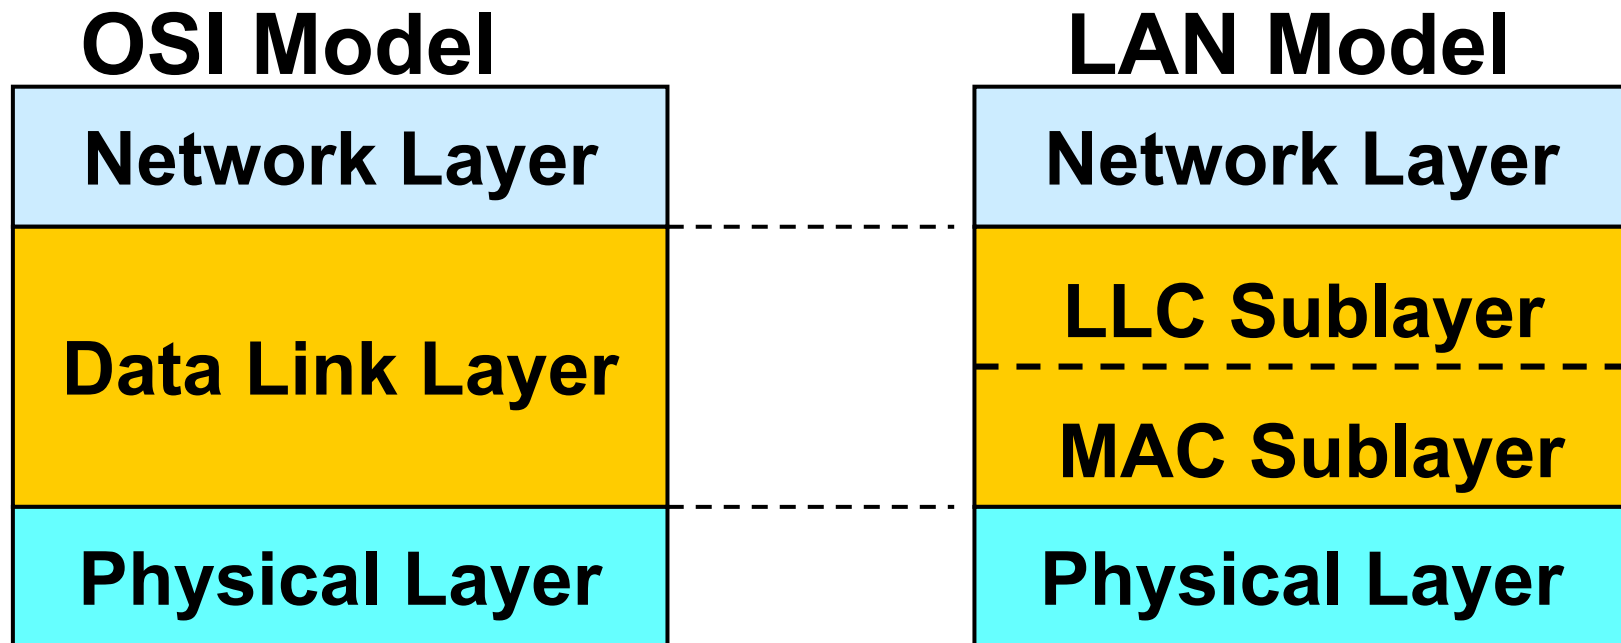 OSI Model
Network Layer
Data Link Layer
Physical Layer
LAN Model
Network Layer
LLC Sublayer
MAC Sublayer
Physical Layer